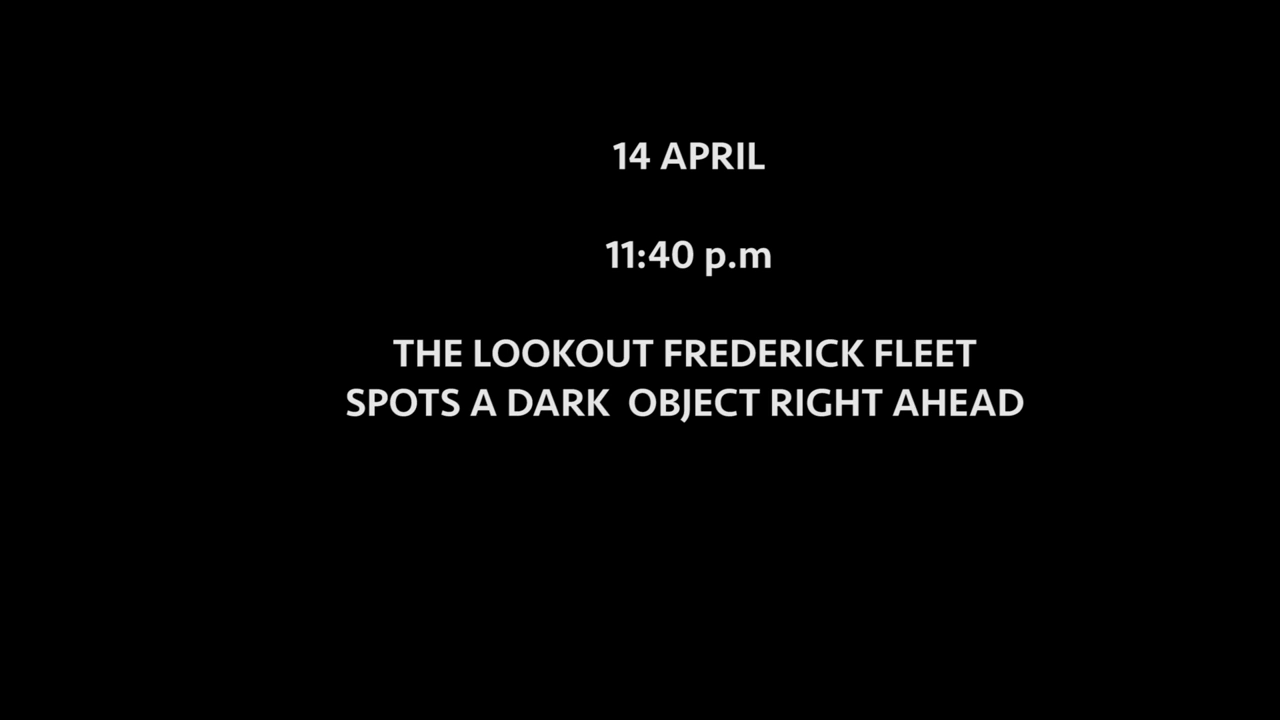 14 APRIL
11:40 p.m
THE LOOKOUT FREDERICK FLEET
SPOTS A DARK  OBJECT RIGHT AHEAD